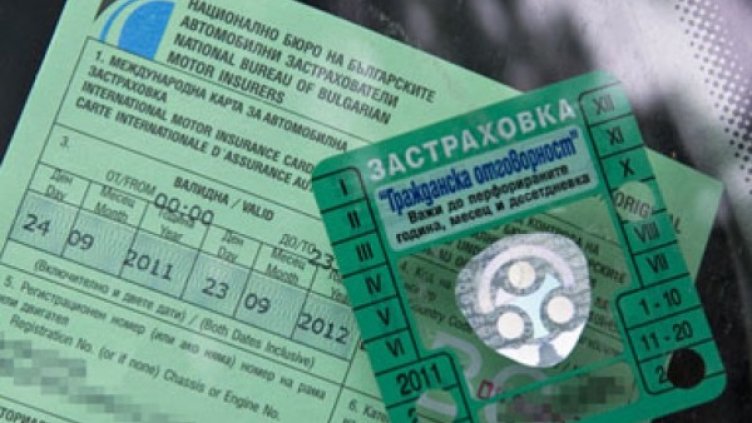 НАЦИОНАЛНО БЮРО НА БЪЛГАРСКИТЕ
АВТОМОБИЛНИ ЗАСТРАХОВАТЕЛИ
NATIONAL BUREAU OF BULGARIAN
MOTOR INSURERS
1. МЕЖДУНАРОДНА КАРТА ЗА АВТОМОБИЛНА
ЗАСТРАХОВКА
INTERNATIONAL MOTOR INSURANCE CARD
CARTE INTERNATIONALE D'ASSURANCE AU
3.
ВАЛИДНА / VALID
ОТ/FROM
00:00
ДО/TO
Ден Day
Месец Month
Година Year
Ден Day
Месец Month
24 09 2011 23 09 2012
(Включително и двете дати) / (Both Dates Inclusive)
5. Регистрационен номер (или ако няма) номер на рама
или двигател
Registration No. (or if none) Chassis or Engine No.
ЗАСТРАХОВКА
"Гражданска отговорност"
Важи до перфорираните
година, месец и десетдневка
I
II
III
IV
V
VI
2011
XII
XI
X
VIII
VII
1-10
11-20